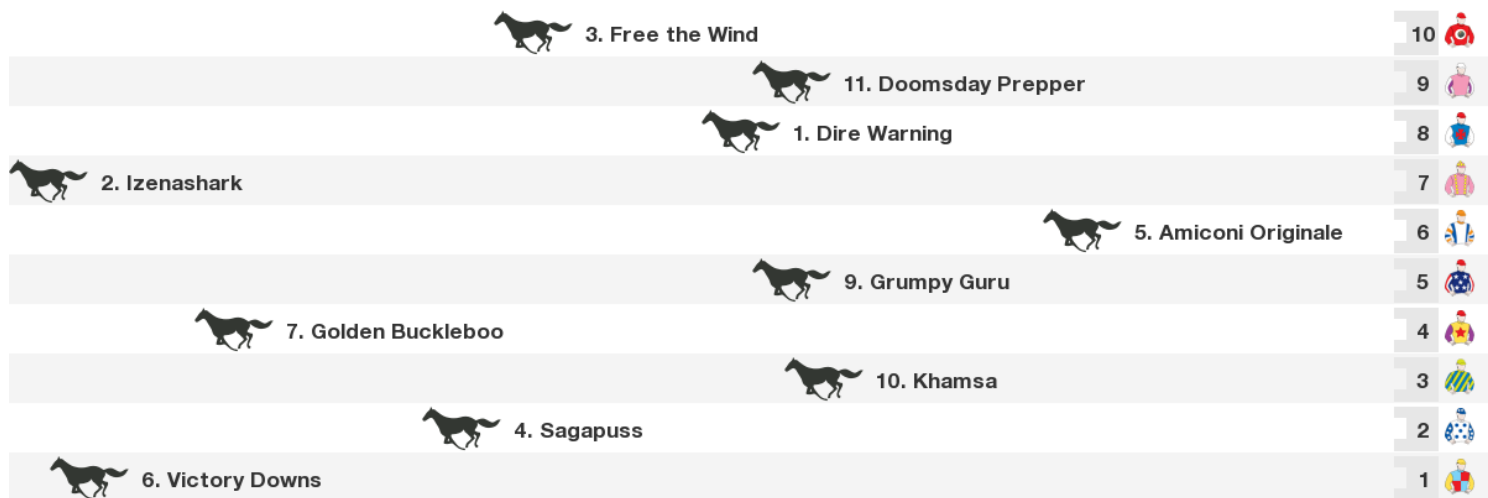 3. Free the Wind 10
11. Doomsday Prepper 9
1. Dire Warning 8
2. Izenashark 7
5. Amiconi Originale 6
9. Grumpy Guru 5
7. Golden Buckleboo 4
10. Khamsa 3
4. Sagapuss 2
6. Victory Downs 1